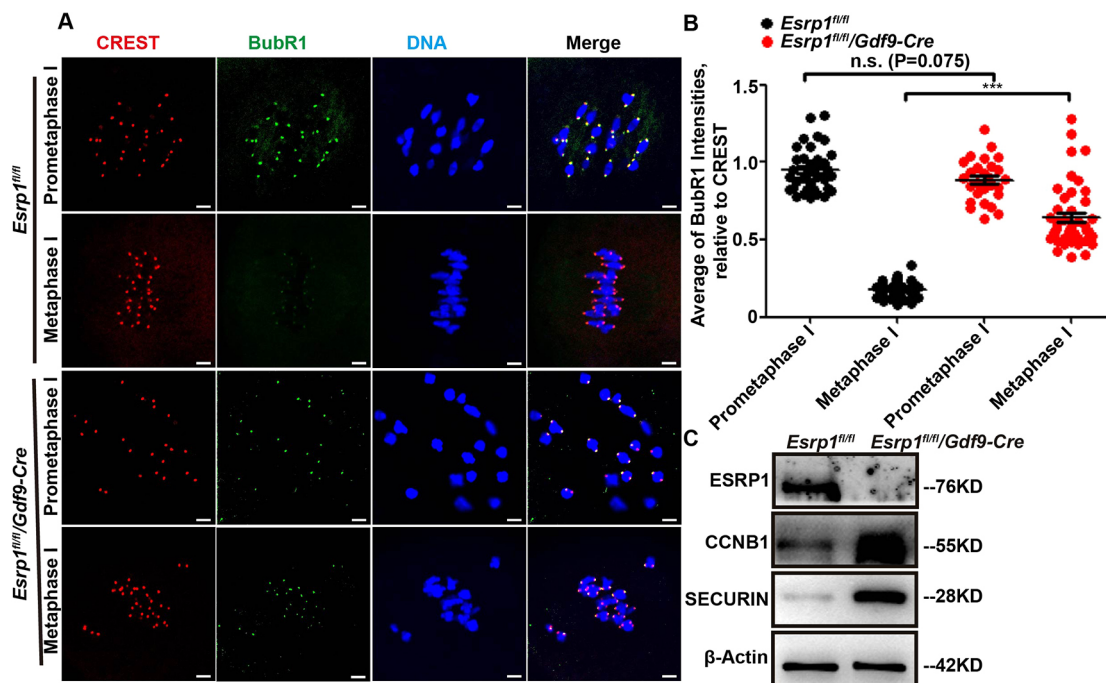 A
CREST BubR1 DNA Merge
Esrp1fl/fl
Prometaphase I
Metaphase I
Esrp1fl/fl/Gdf9-Cre
Prometaphase I
Metaphase I
B
Esrp1fl/fl
Esrp1fl/fl/Gdf9-Cre
n.s. (P=0.075)
***
Average of BubR1 Intensities,
relative to CREST
1.5
1.0
0.5
0
Prometaphase I
Metaphase I
Prometaphase I
Metaphase I
C
Esrp1fl/fl Esrp1fl/fl/Gdf9-Cre
ESRP1 --76KD
CCNB1 --55KD
SECURIN --28KD
β-Actin --42KD